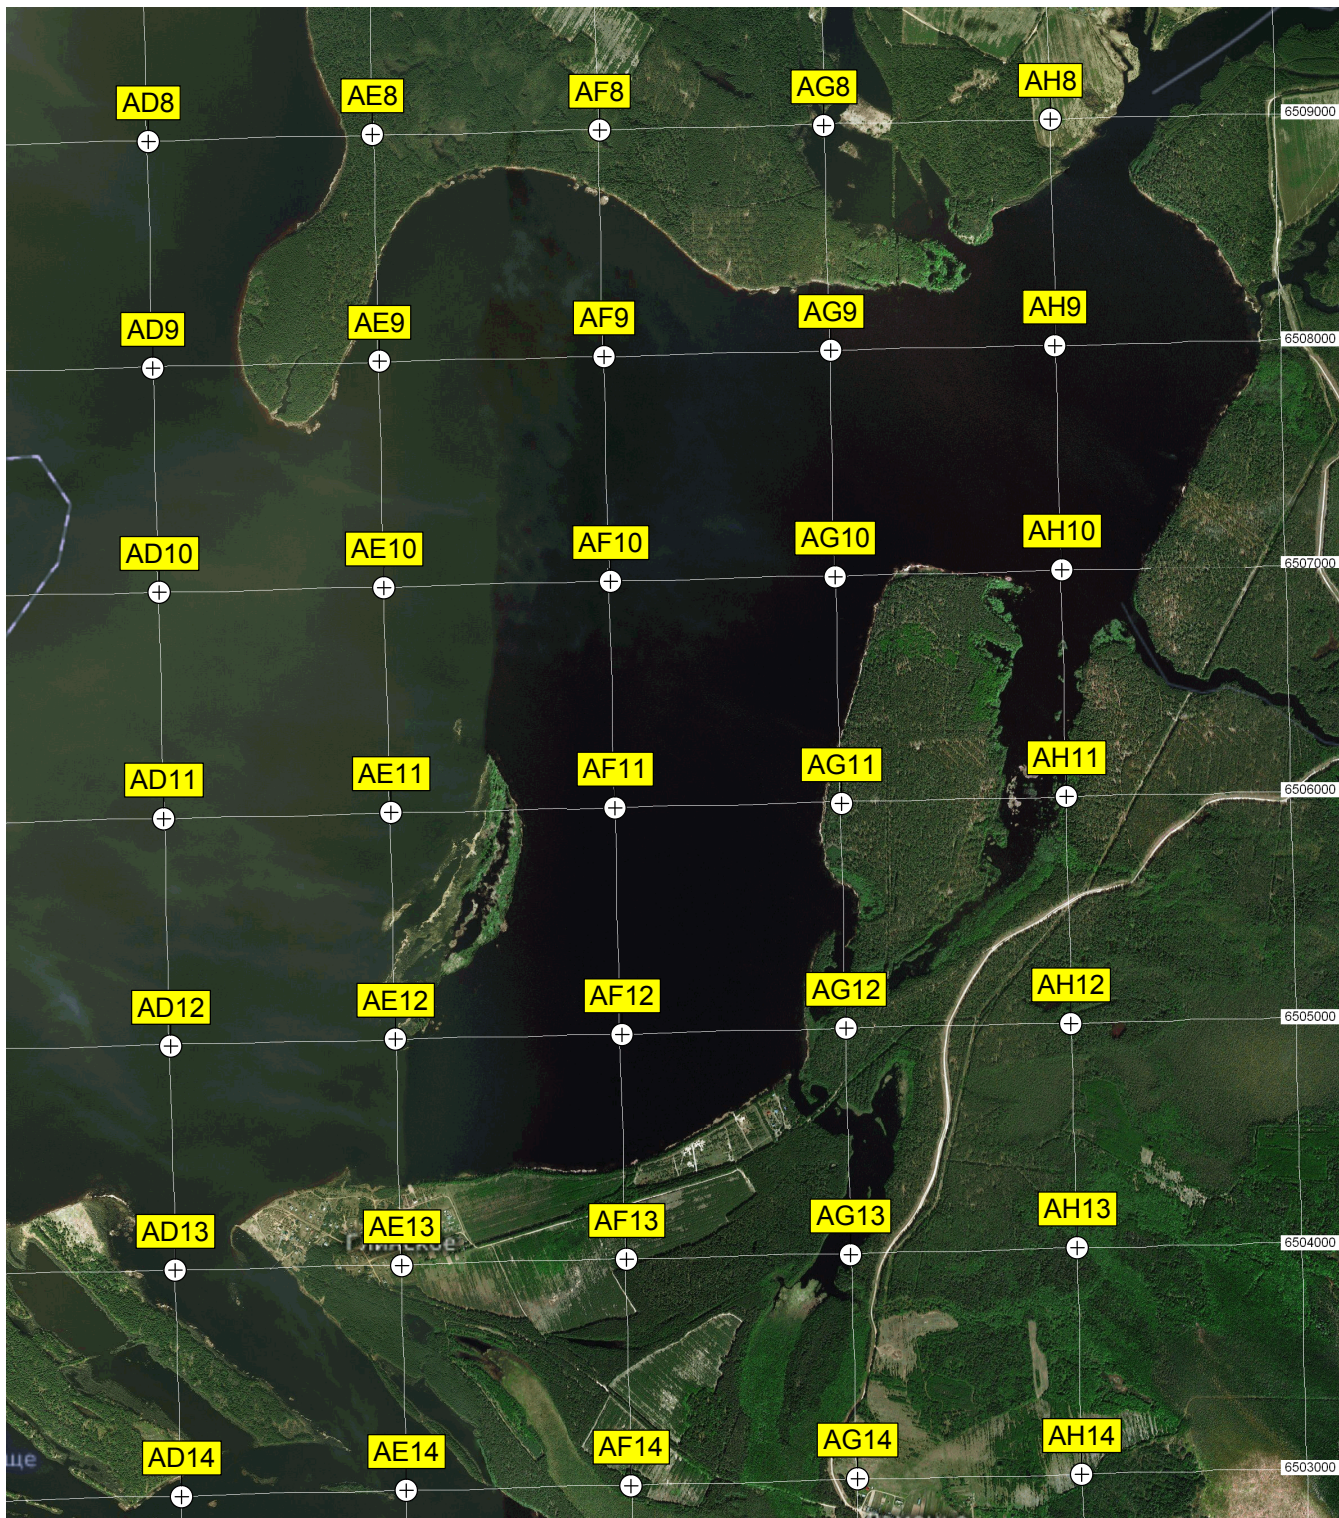 AD8 AE8 AF8 AG8 AH8
6509000
AD9 AE9 AF9 AG9 AH9
6508000
AD10 AE10 AF10 AG10 AH10
6507000
AD11 AE11 AF11 AG11 AH11
6506000
AD12 AE12 AF12 AG12 AH12
6505000
AD13 AE13 AF13 AG13 AH13
6504000
AD14 AE14 AF14 AG14 AH14
ще
6503000